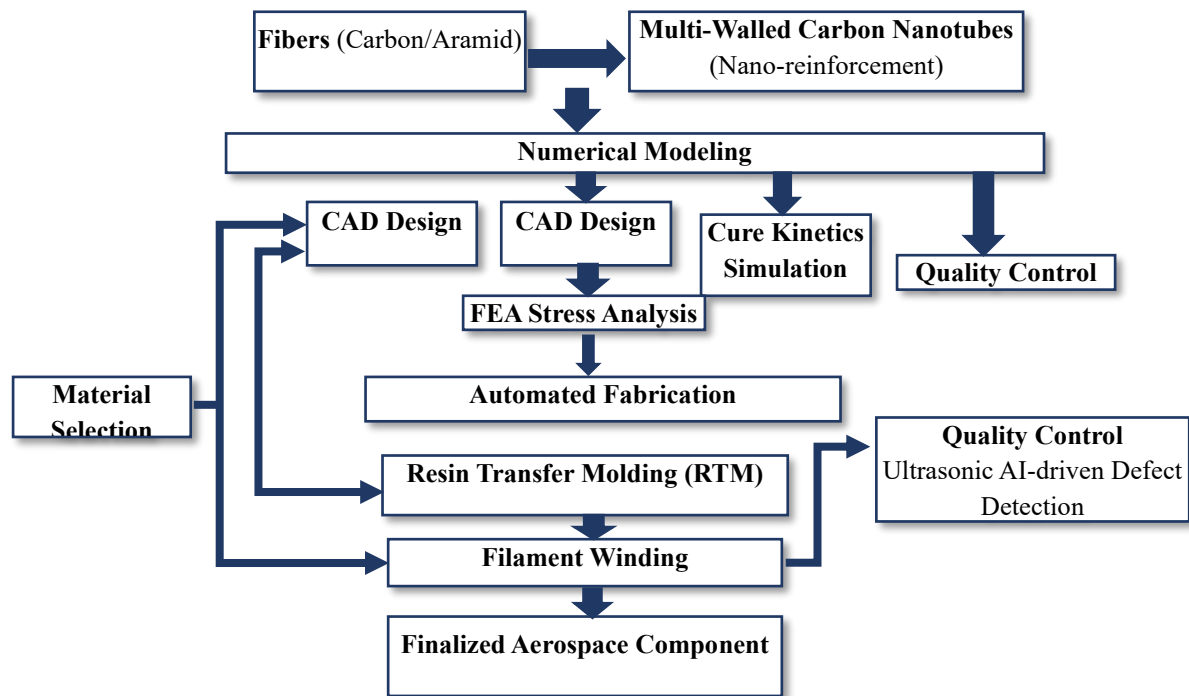 Fibers (Carbon/Aramid)
Multi-Walled Carbon Nanotubes
(Nano-reinforcement)
Numerical Modeling
CAD Design
CAD Design
Cure Kinetics
Simulation
Quality Control
FEA Stress Analysis
Material
Selection
Automated Fabrication
Quality Control
Ultrasonic AI-driven Defect
Detection
Resin Transfer Molding (RTM)
Filament Winding
Finalized Aerospace Component